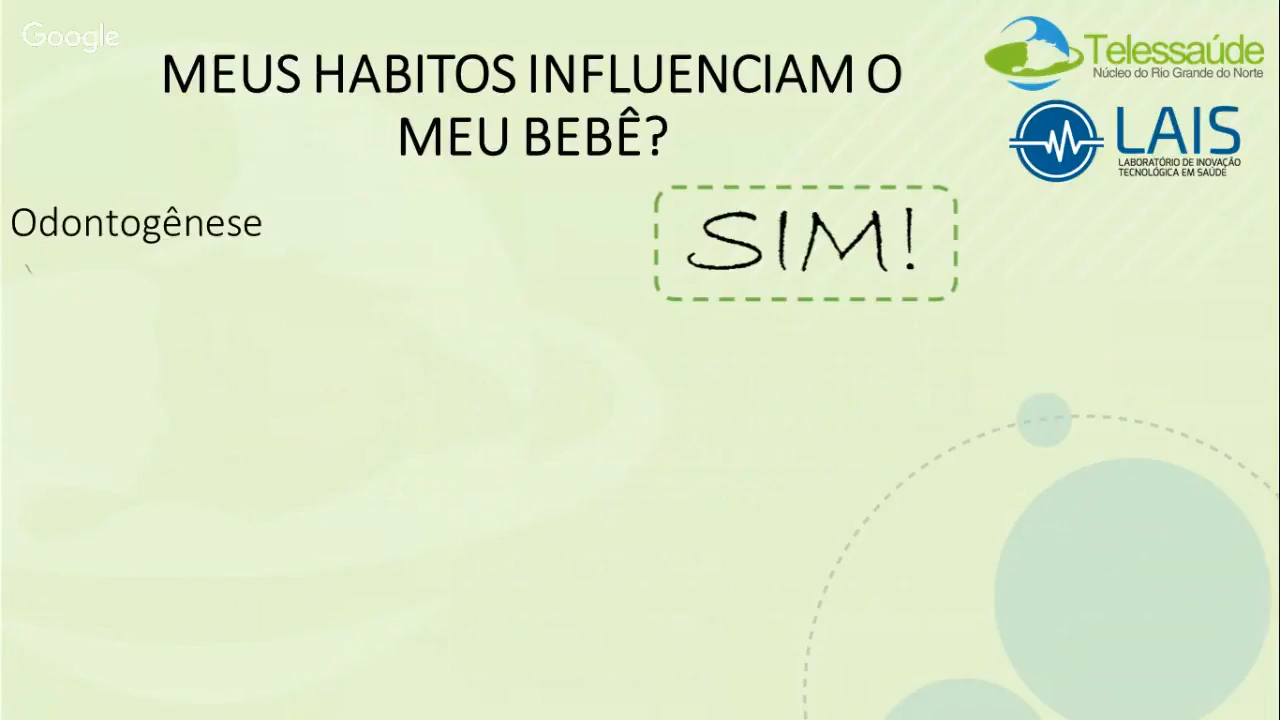 Google
MEUS HABITOS INFLUENCIAM O
MEU BEBÊ?
Telessaúde
Núcleo do Rio Grande do Norte
LAIS
LABORATÓRIO DE INOVAÇÃO
TECNOLÓGICA EM SAÚDE
Odontogênese
SIM!